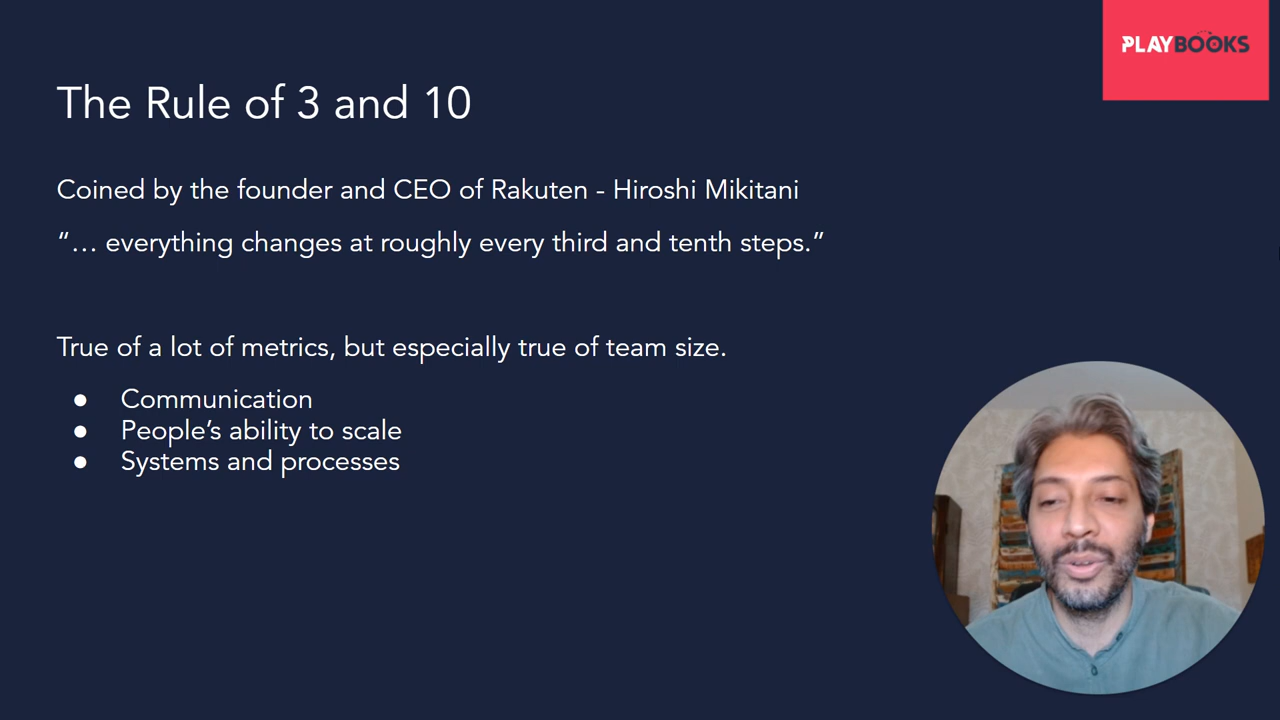 PLAYBOOKS
The Rule of 3 and 10
Coined by the founder and CEO of Rakuten - Hiroshi Mikitani
“… everything changes at roughly every third and tenth steps.”
True of a lot of metrics, but especially true of team size.
● Communication
● People’s ability to scale
● Systems and processes